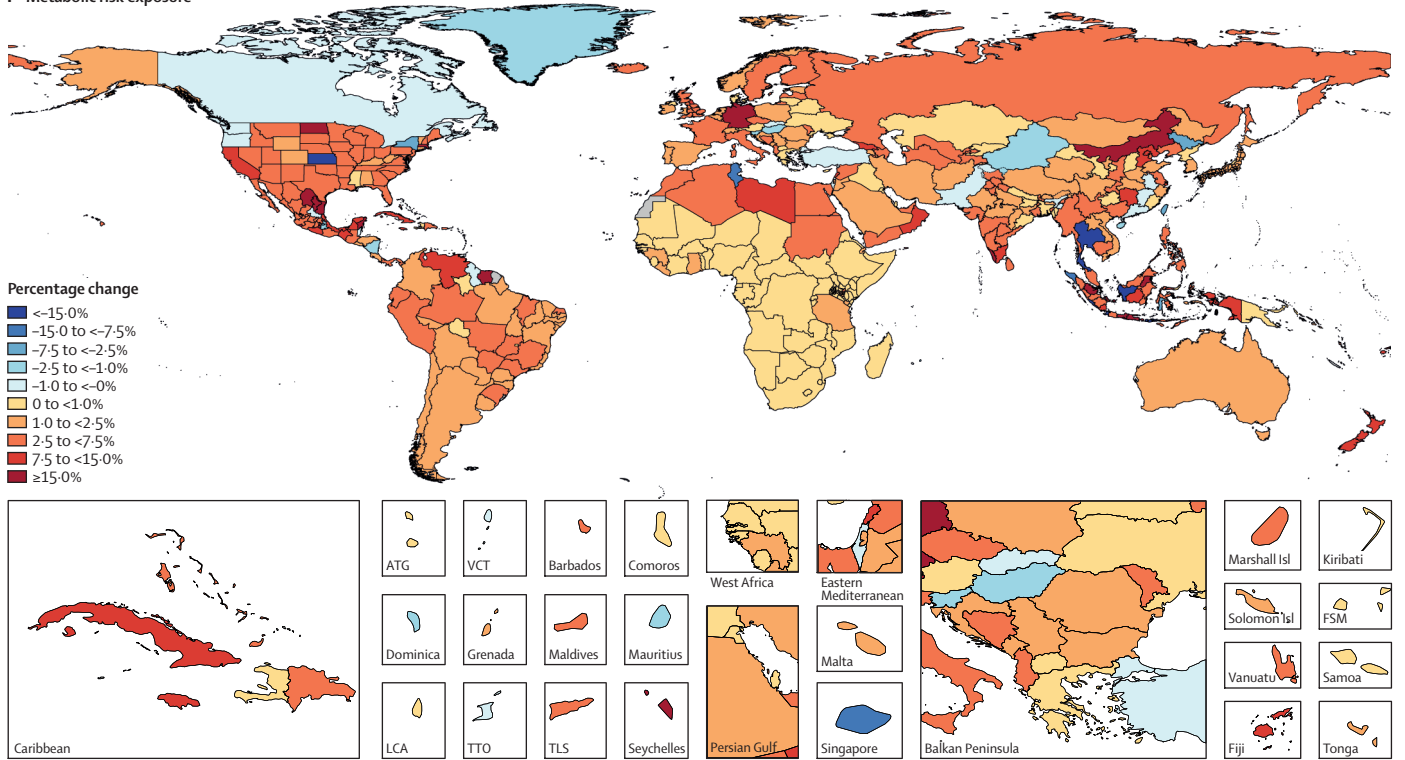 Metabolic risk exposure
Percentage change
<–15·0%
–15·0 to <–7·5%
–7·5 to <–2·5%
–2·5 to <–1·0%
–1·0 to <–0%
0 to <1·0%
1·0 to <2·5%
2·5 to <7·5%
7·5 to <15·0%
≥15·0%
Caribbean
ATG
VCT
Barbados
Comoros
Dominica
Grenada
Maldives
Mauritius
LCA
TTO
TLS
Seychelles
West Africa
Eastern
Mediterranean
Persian Gulf
Malta
Singapore
Balkan Peninsula
Marshall Isl
Kiribati
Solomon Isl
FSM
Vanuatu
Samoa
Fiji
Tonga